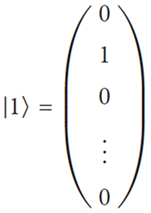 |1⟩ = ( 0
1
0
⋮
0 )